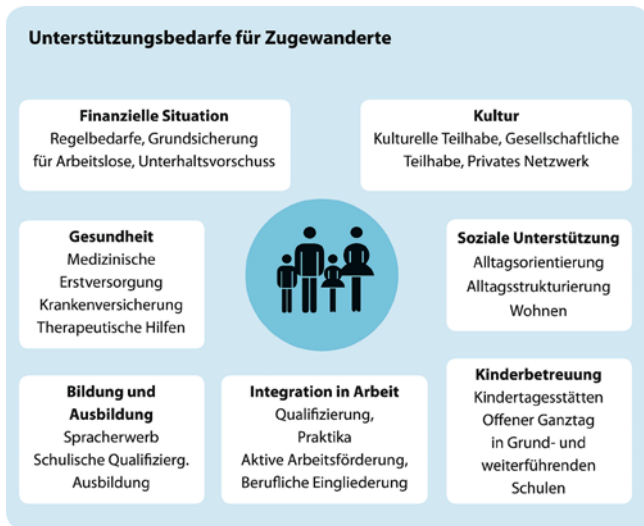 Unterstützungsbedarfe für Zugewanderte
Finanzielle Situation
Regelbedarfe, Grundsicherung
für Arbeitslose, Unterhaltsvorschuss
Kultur
Kulturelle Teilhabe, Gesellschaftliche
Teilhabe, Privates Netzwerk
Gesundheit
Medizinische
Erstversorgung
Krankenversicherung
Therapeutische Hilfen
Soziale Unterstützung
Alltagsorientierung
Alltagsstrukturierung
Wohnen
Bildung und
Ausbildung
Spracherwerb
Schulische Qualifizierg.
Ausbildung
Integration in Arbeit
Qualifizierung,
Praktika
Aktive Arbeitsförderung,
Berufliche Eingliederung
Kinderbetreuung
Kindertagesstätten
Offener Ganztag
in Grund- und
weiterführenden
Schulen